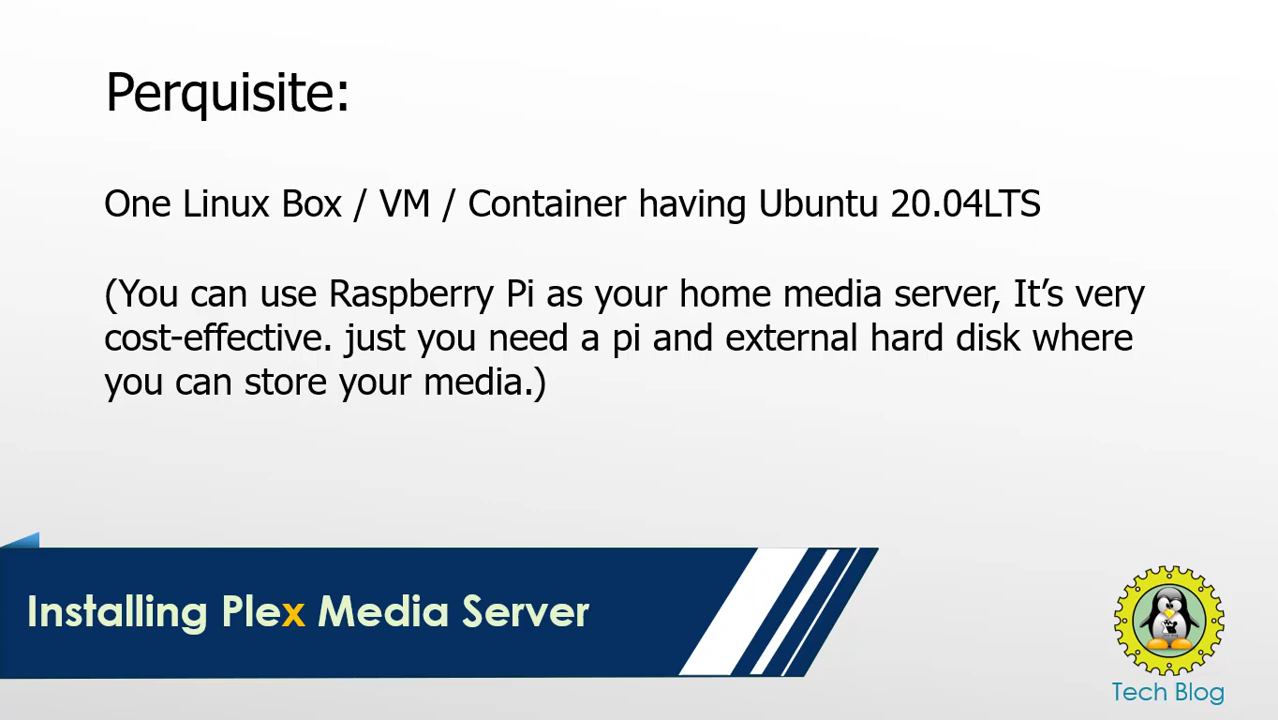 Perquisite:
One Linux Box / VM / Container having Ubuntu 20.04LTS
(You can use Raspberry Pi as your home media server, It’s very
cost-effective. just you need a pi and external hard disk where
you can store your media.)
Installing Plex Media Server
Tech Blog